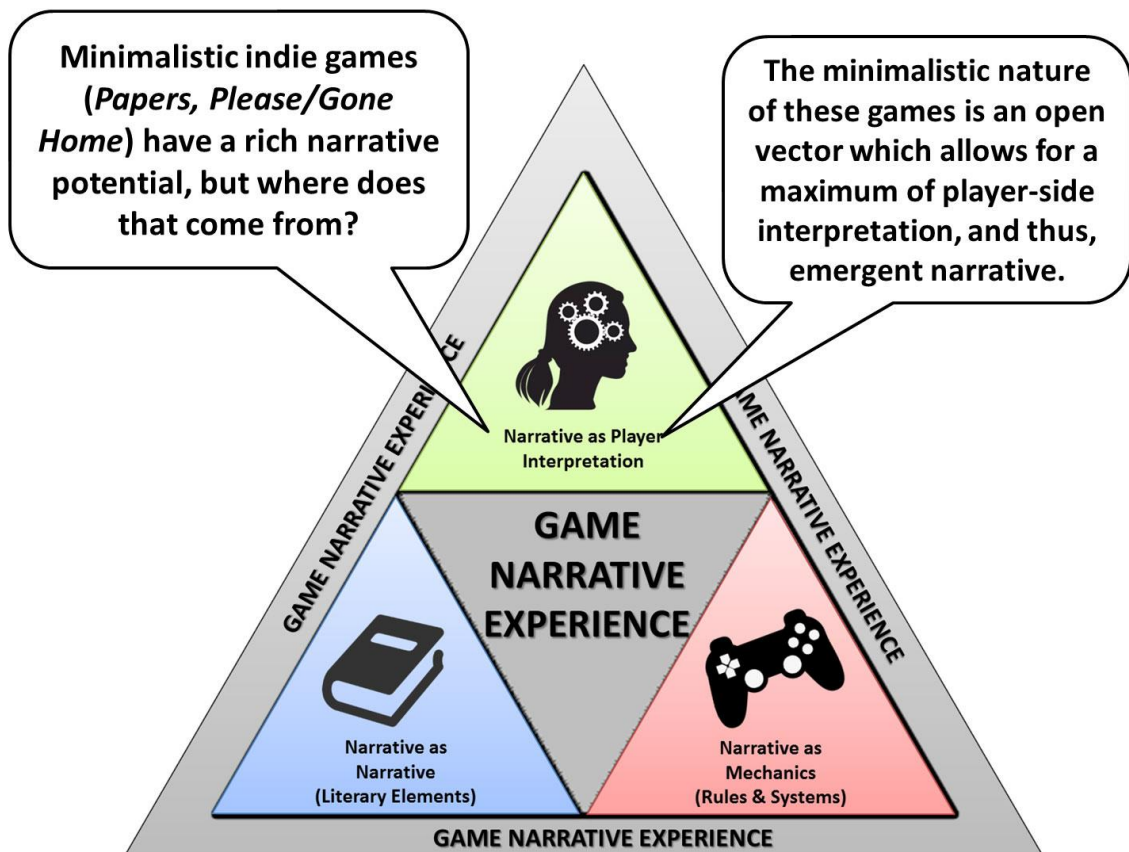 Minimalistic indie games
(Papers, Please/Gone
Home) have a rich narrative
potential, but where does
that come from?
The minimalistic nature
of these games is an open
vector which allows for a
maximum of player-side
interpretation, and thus,
emergent narrative.
GAME NARRATIVE EXPERIENCE
AME NARRATIVE EXPERIENCE
Narrative as Player
Interpretation
GAME
NARRATIVE
EXPERIENCE
Narrative as
Narrative
(Literary Elements)
Narrative as
Mechanics
(Rules & Systems)
GAME NARRATIVE EXPERIENCE